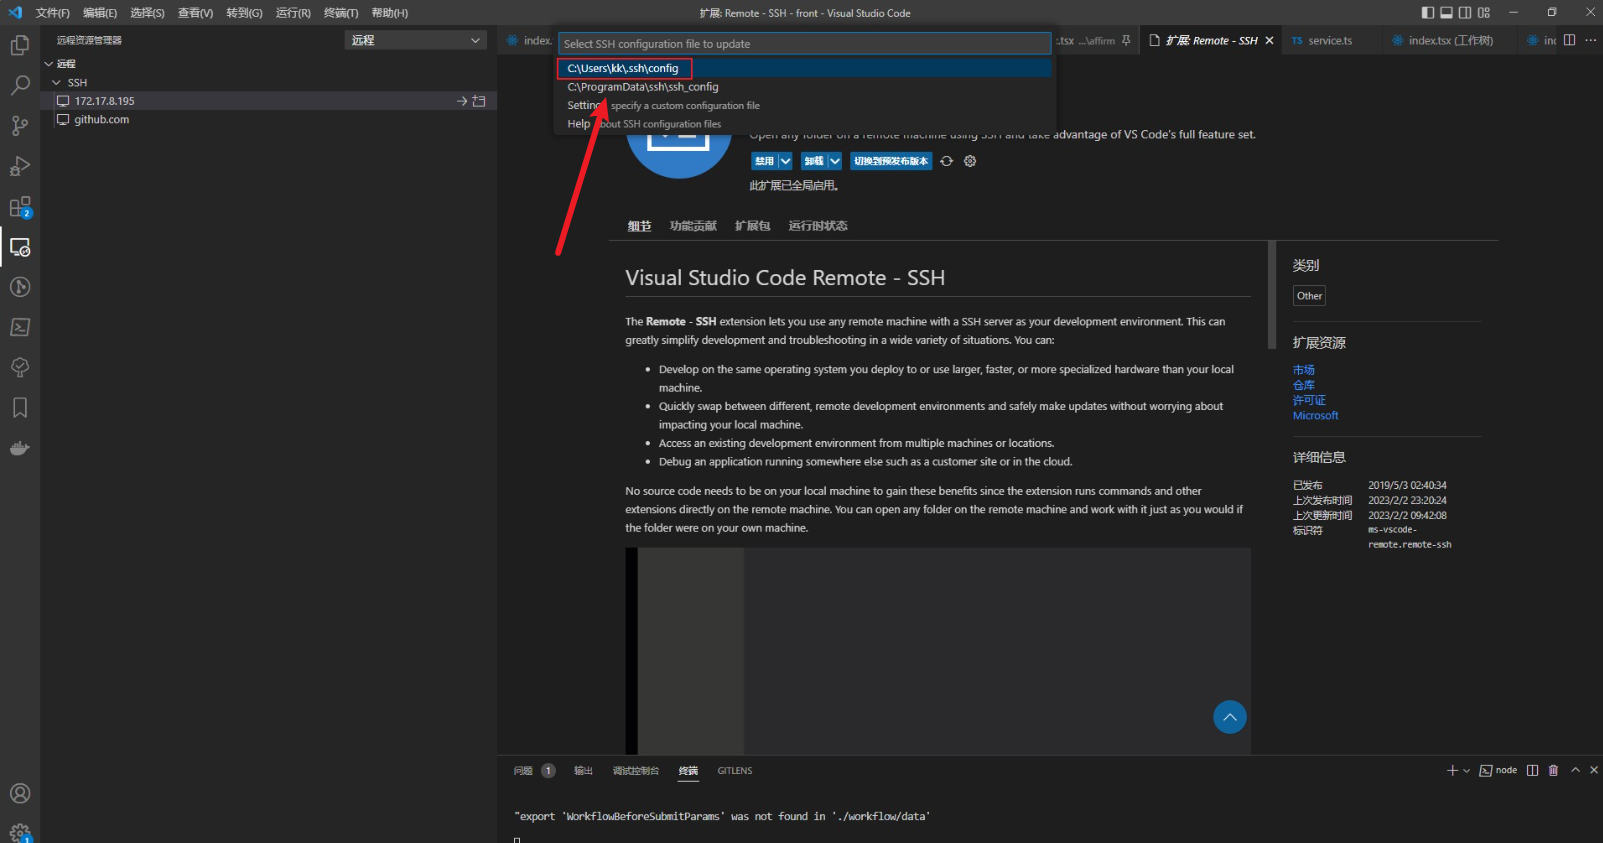 文件(F) 编辑(E) 选择(S) 查看(V) 转到(G) 运行(R) 终端(T) 帮助(H)
扩展: Remote - SSH - front - Visual Studio Code
远程资源管理器
远程
远程
SSH
172.17.8.195
github.com
2
1
index.
Select SSH configuration file to update
C:\Users\kk\.ssh\config
C:\ProgramData\ssh\ssh_config
specify a custom configuration file
Help
out SSH configuration files
:.tsx ...\affirm
扩展: Remote - SSH
TS service.ts
index.tsx (工作树)
inc
Open any folder on a remote machine using SSH and take advantage of VS Code's full feature set.
禁用
卸载
切换到预发布版本
此扩展已全局启用。
细节 功能贡献 扩展包 运行时状态
Visual Studio Code Remote - SSH
The Remote - SSH extension lets you use any remote machine with a SSH server as your development environment. This can
greatly simplify development and troubleshooting in a wide variety of situations. You can:
• Develop on the same operating system you deploy to or use larger, faster, or more specialized hardware than your local
machine.
• Quickly swap between different, remote development environments and safely make updates without worrying about
impacting your local machine.
• Access an existing development environment from multiple machines or locations.
• Debug an application running somewhere else such as a customer site or in the cloud.
No source code needs to be on your local machine to gain these benefits since the extension runs commands and other
extensions directly on the remote machine. You can open any folder on the remote machine and work with it just as you would if
the folder were on your own machine.
类别
Other
扩展资源
市场
仓库
许可证
Microsoft
详细信息
已发布 2019/5/3 02:40:34
上次发布时间 2023/2/2 23:20:24
上次更新时间 2023/2/2 09:42:08
标识符 ms-vscode-
remote.remote-ssh
问题 1 输出 调试控制台 终端 GITLENS
node
"export 'WorkflowBeforeSubmitParams' was not found in './workflow/data'